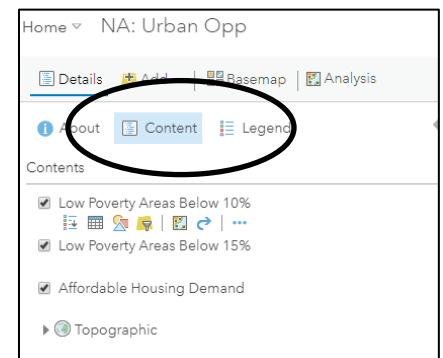 Home NA: Urban Opp
Details Add Basemap Analysis
About Content Legend
Contents
Low Poverty Areas Below 10%
Low Poverty Areas Below 15%
Affordable Housing Demand
Topographic